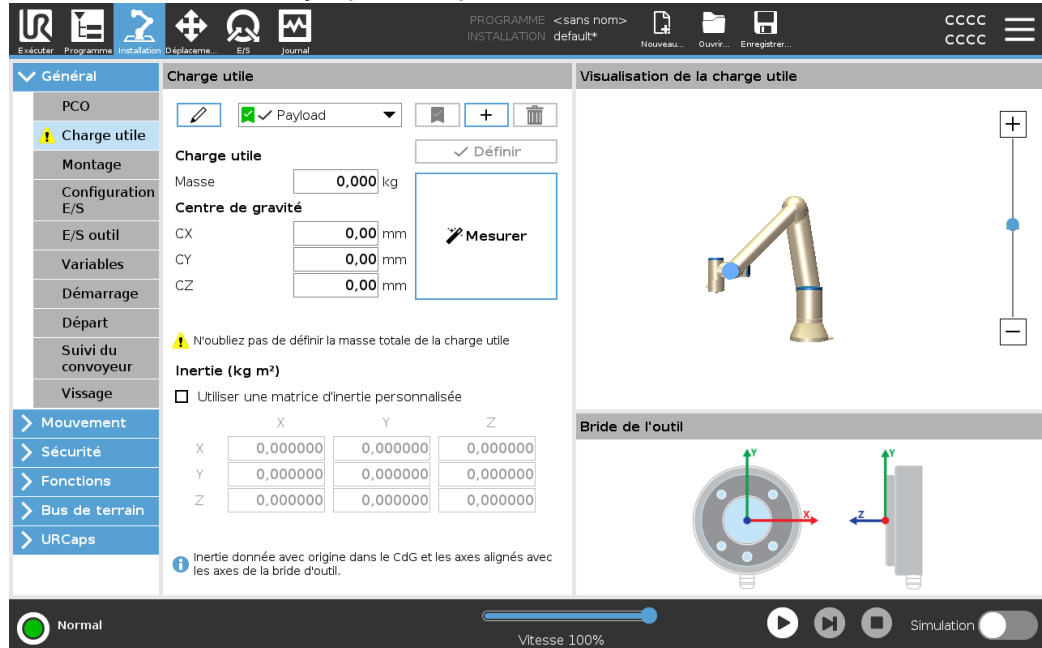 PROGRAMME <sans nom>
INSTALLATION default*
CCCC
CCCC
Exécuter
Programme
Installation
Déplaceme...
E/S
Journal
Nouveau...
Ouvrir...
Enregistrer...
Général
PCO
Charge utile
Montage
Configuration
E/S
E/S outil
Variables
Démarrage
Départ
Suivi du
convoyeur
Vissage
Mouvement
Sécurité
Fonctions
Bus de terrain
URCaps
Charge utile
Payload
Définir
Charge utile
Masse 0,000 kg
Centre de gravité
CX 0,00 mm
CY 0,00 mm
CZ 0,00 mm
Mesurer
N'oubliez pas de définir la masse totale de la charge utile
Inertie (kg m²)
Utiliser une matrice d'inertie personnalisée
X Y Z
X 0,000000 0,000000 0,000000
Y 0,000000 0,000000 0,000000
Z 0,000000 0,000000 0,000000
Inertie donnée avec origine dans le CdG et les axes alignés avec
les axes de la bride d'outil.
Visualisation de la charge utile
Bride de l'outil
Y
X
Y
Z
Normal
Vitesse 100%
Simulation